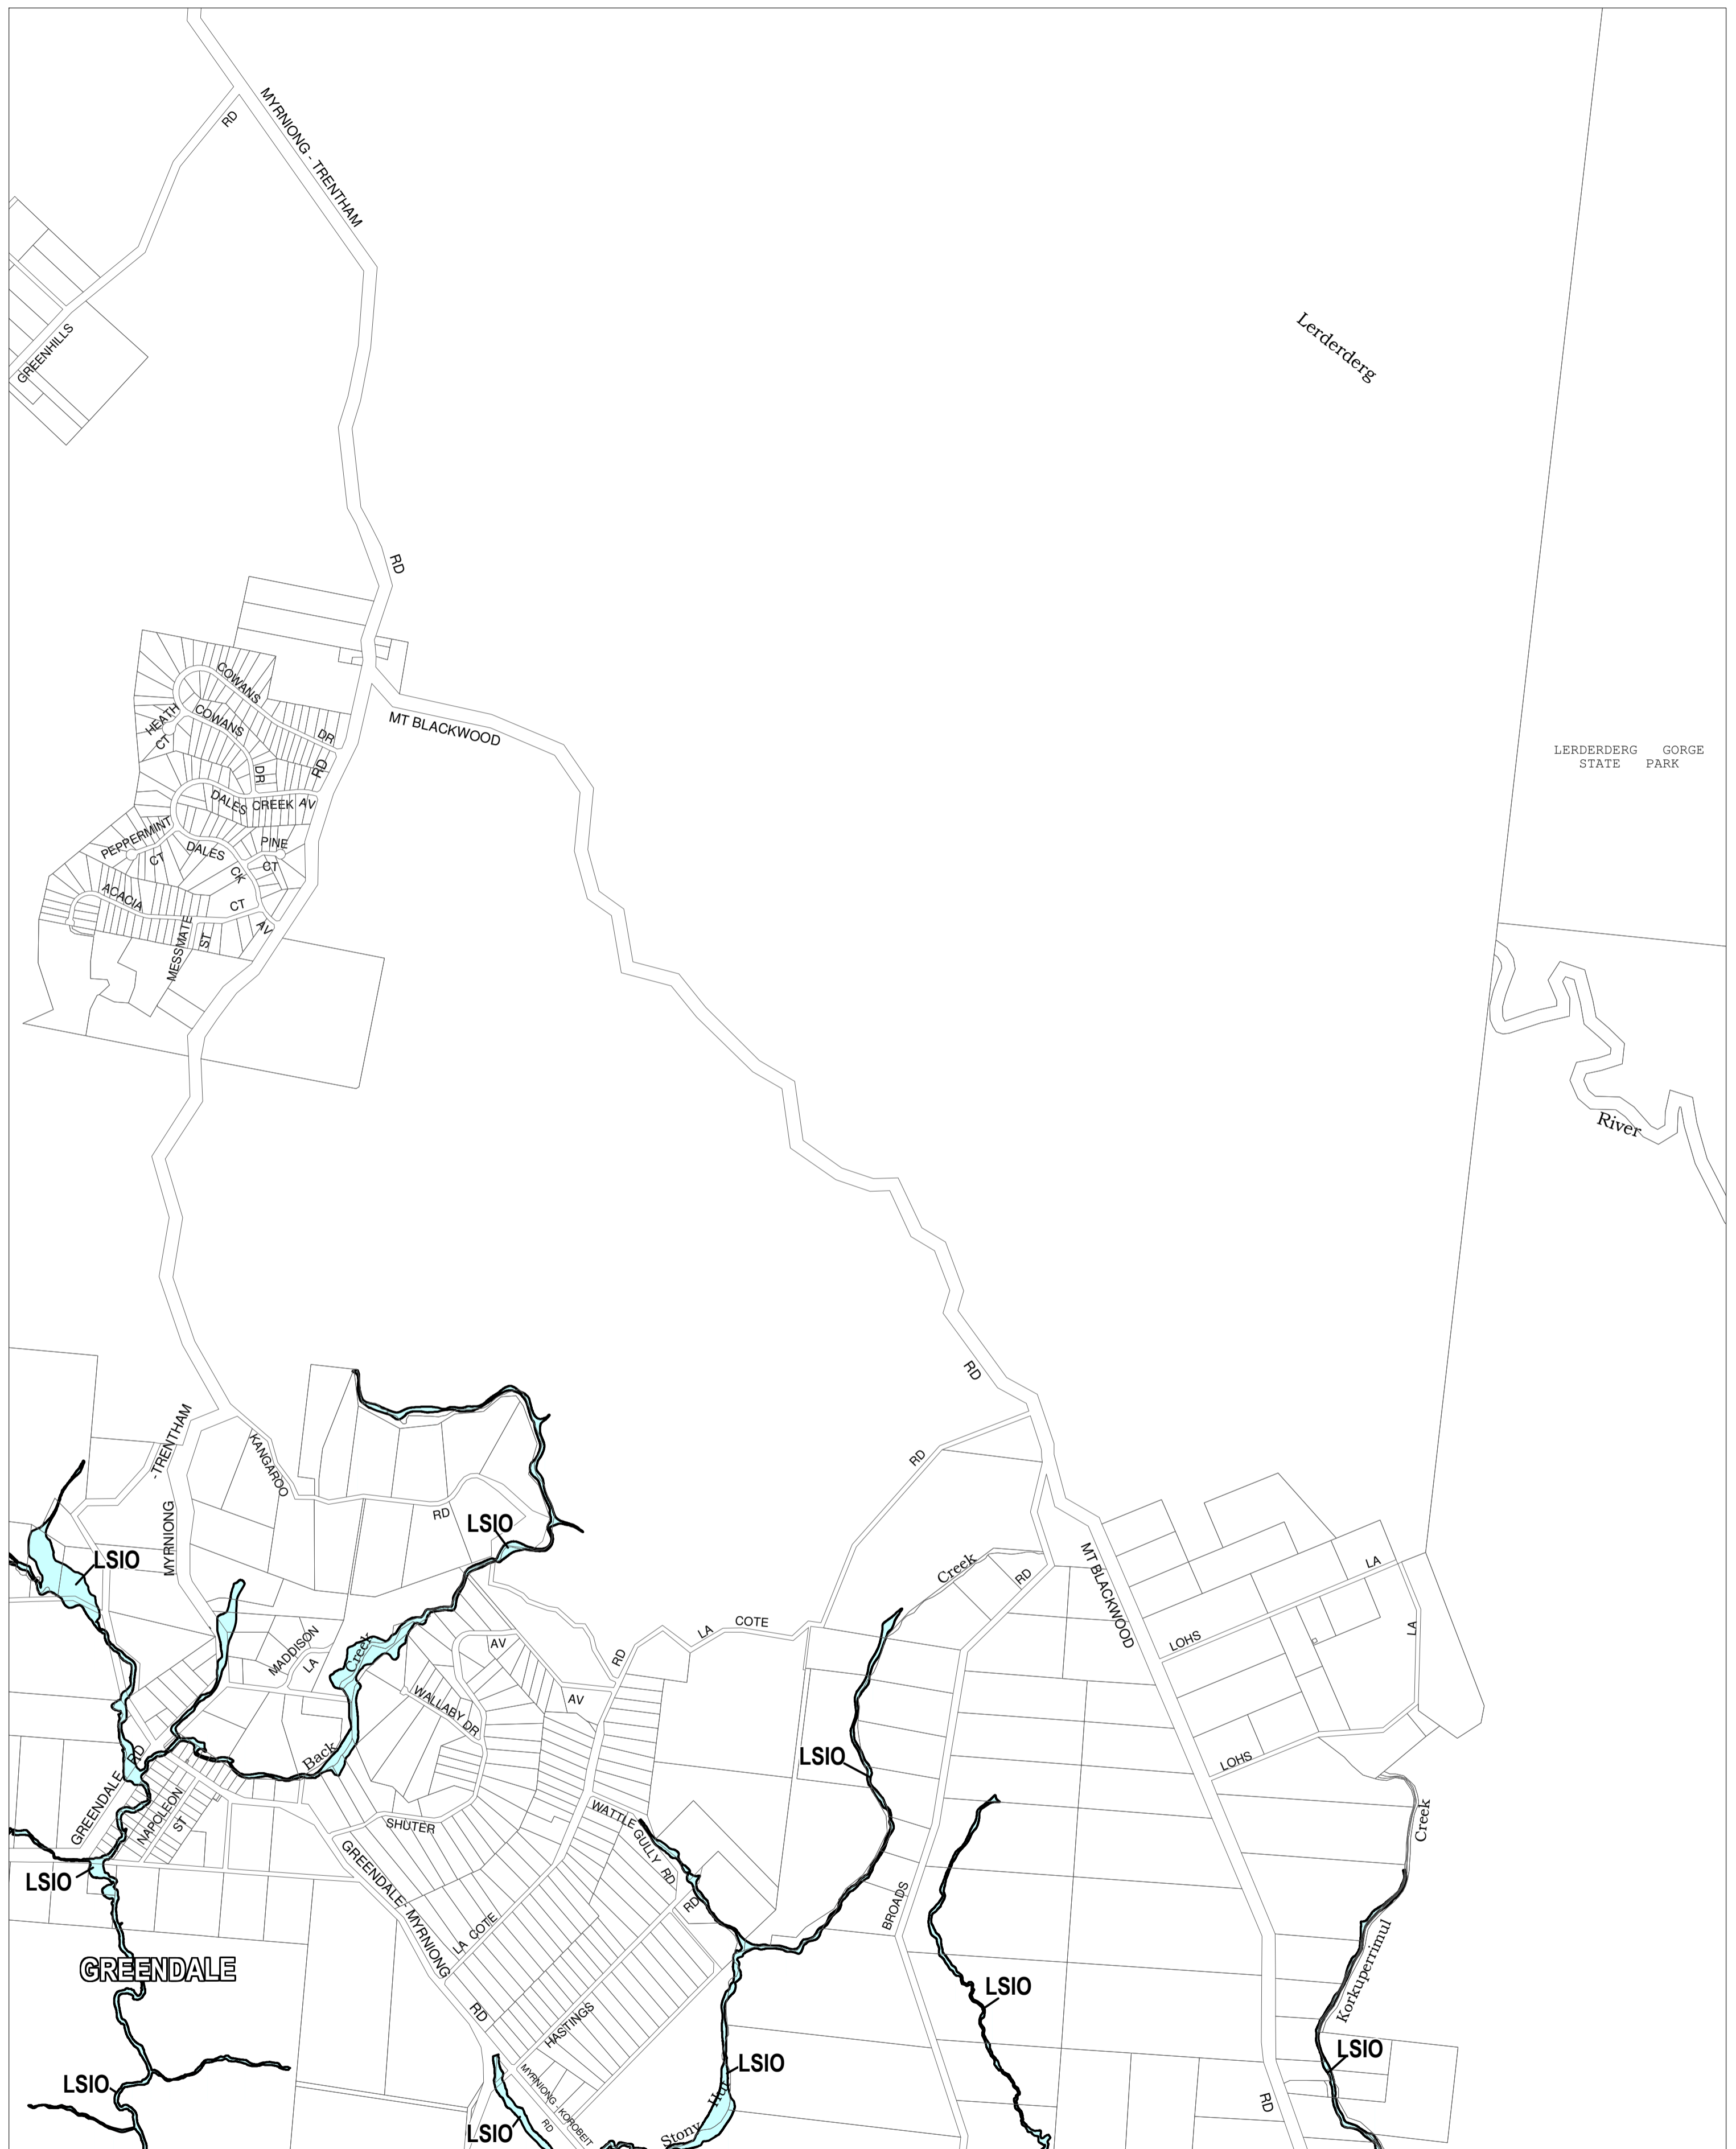 RD
MYRNIONG - TRENTHAM
GREENHILLS
Lerderderg
RD
COWANS
HEATH
CT
COWANS
DR
MT BLACKWOOD
RD
DR
LERDERDERG GORGE
STATE PARK
DALES CREEK AV
PEPPERMINT
CT
DALES
PINE
CT
CK
ACACIA
CT
AV
MESSMATE
ST
River
RD
-TRENTHAM
KANGAROO
RD
RD
MYRNIONG
LSIO
LSIO
MT BLACKWOOD
Creek
RD
LA
LOHS
LA
MADDISON
LA
Creek
AV
RD
LA
COTE
WALLABY DR
AV
Back
RD
LSIO
LOHS
GREENDALE
NAPOLEON
ST
SHUTER
WATTLE
GULLY
RD
Creek
LSIO
GREENDALE- MYRNIONG
RD
RD
LA COTE
BROADS
GREENDALE
HASTINGS
LSIO
Korkuperrimul
LSIO
LSIO
LSIO
MYRNIONG - KOROBEIT
RD
Hut
Stony
LSIO
RD